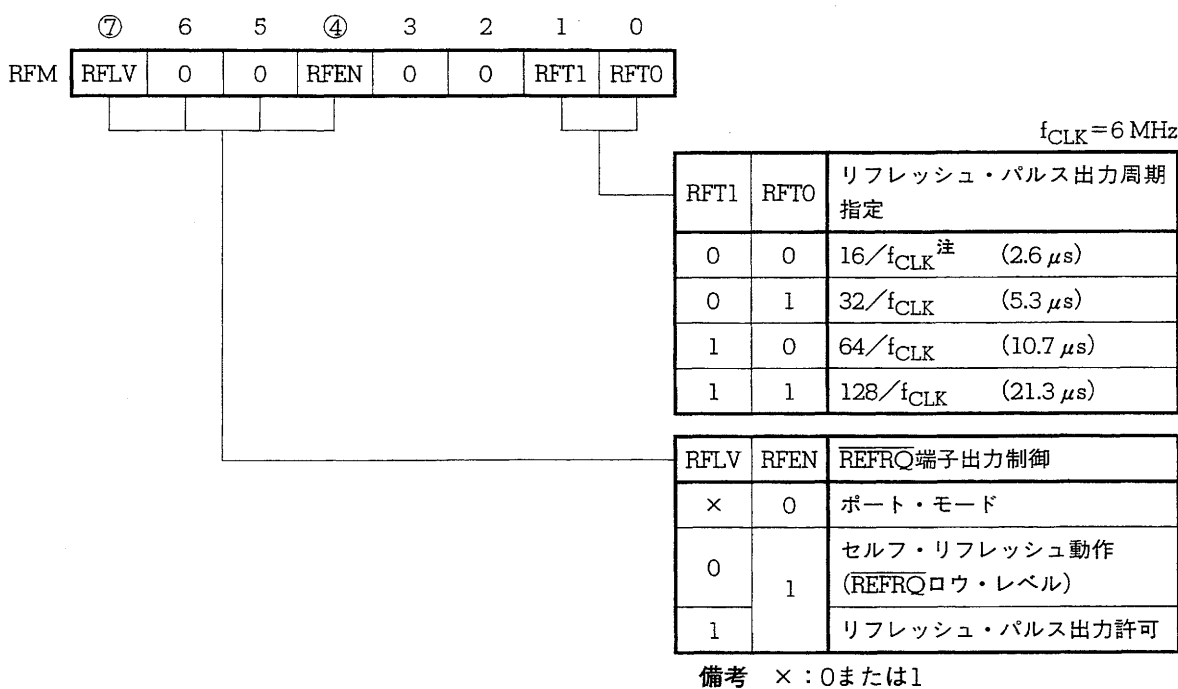 ⑦ 6 5 ④ 3 2 1 0
RFM RFLV 0 0 RFEN 0 0 RFT1 RFT0
fCLK=6 MHz
RFT1 RFT0 リフレッシュ・パルス出力周期
指定
0 0 16/fCLK注 (2.6 μs)
0 1 32/fCLK (5.3 μs)
1 0 64/fCLK (10.7 μs)
1 1 128/fCLK (21.3 μs)
RFLV RFEN REFRQ端子出力制御
× 0 ポート・モード
0 1 セルフ・リフレッシュ動作
(REFRQロウ・レベル)
1 リフレッシュ・パルス出力許可
備考 ×:0または1